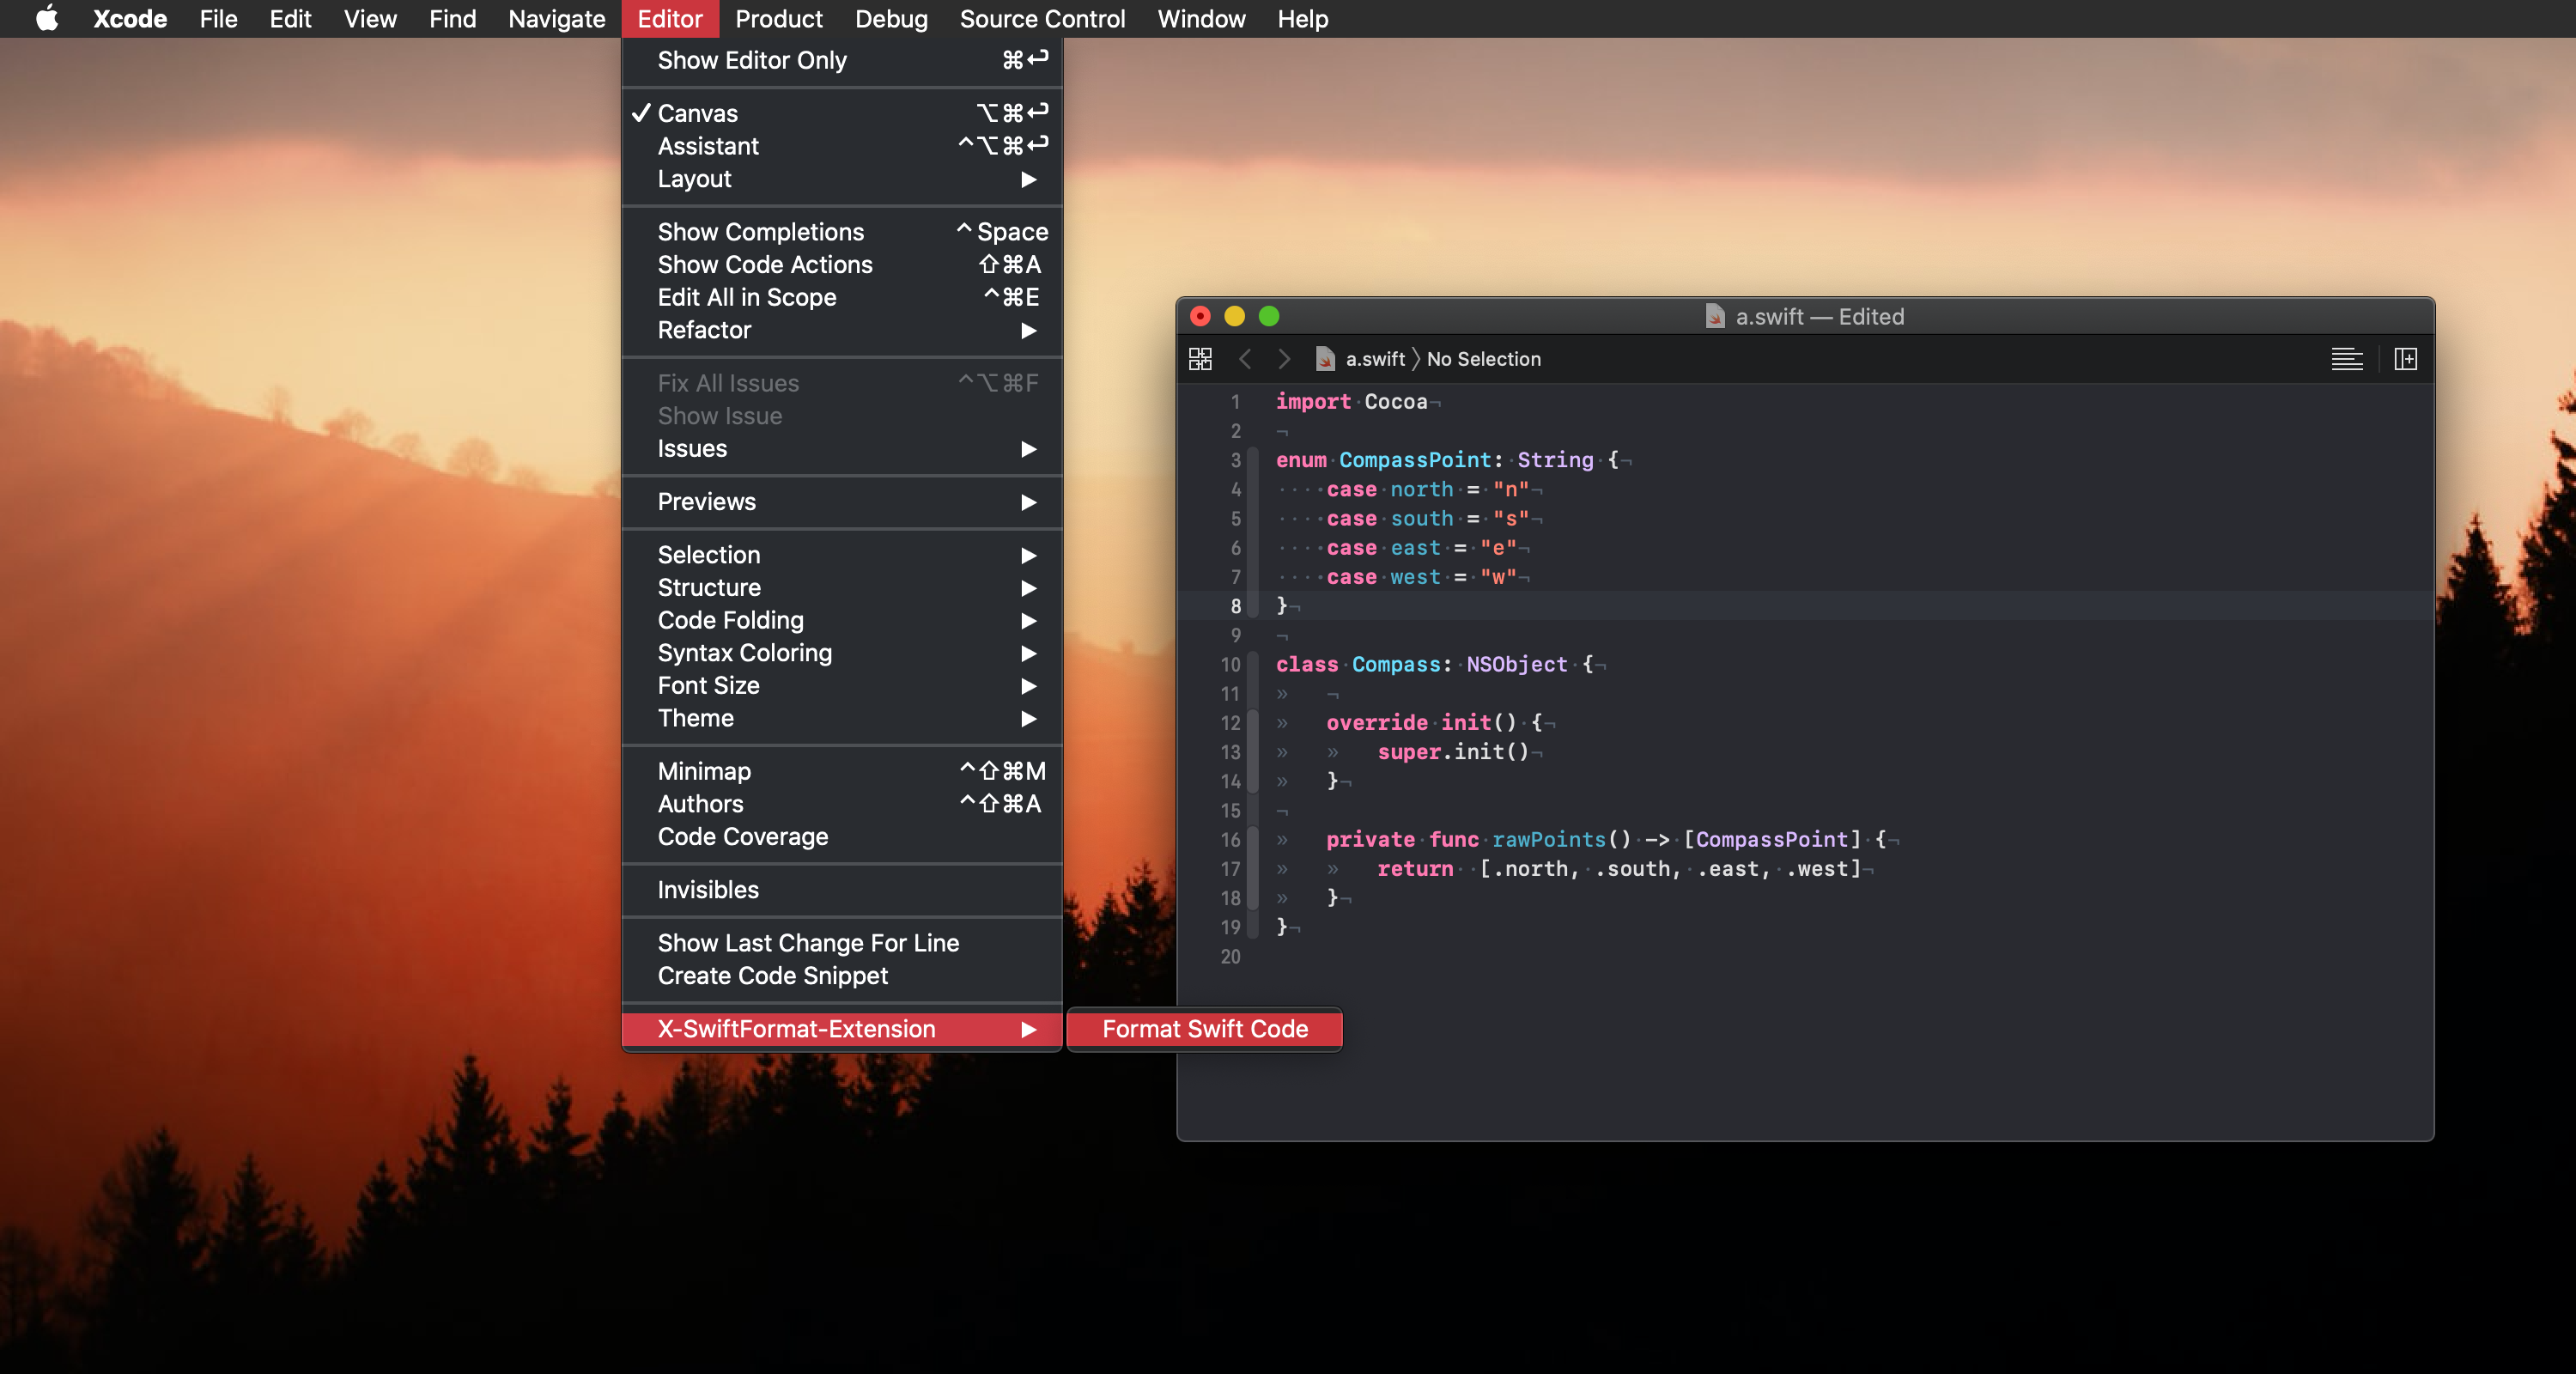 Xcode File Edit View Find Navigate Editor Product Debug Source Control Window Help
Show Editor Only ⌘↩
✓ Canvas ⌥⌘↩
Assistant ^⌥⌘↩
Layout ▶
Show Completions ^ Space
Show Code Actions ⇧⌘A
Edit All in Scope ^⌘E
Refactor ▶
Fix All Issues ^⌥⌘F
Show Issue
Issues ▶
Previews ▶
Selection ▶
Structure ▶
Code Folding ▶
Syntax Coloring ▶
Font Size ▶
Theme ▶
Minimap ^⇧⌘M
Authors ^⇧⌘A
Code Coverage
Invisibles
Show Last Change For Line
Create Code Snippet
X-SwiftFormat-Extension ▶
Format Swift Code
a.swift — Edited
a.swift 〉 No Selection
1 import·Cocoa¬
2 ¬
3 enum·CompassPoint:·String·{¬
4 ····case·north·=·"n"¬
5 ····case·south·=·"s"¬
6 ····case·east·=·"e"¬
7 ····case·west·=·"w"¬
8 }¬
9 ¬
10 class·Compass:·NSObject·{¬
11 » ¬
12 » override·init()·{¬
13 » » super.init()¬
14 » }¬
15 ¬
16 » private·func·rawPoints()·->·[CompassPoint]·{¬
17 » » return··[.north,·.south,·.east,·.west]¬
18 » }¬
19 }¬
20